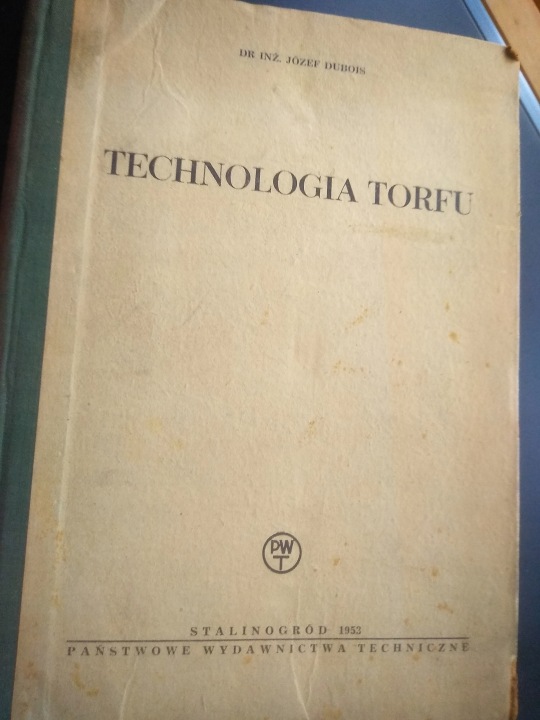 DR INŻ. JÓZEF DUBOIS
TECHNOLOGIA TORFU
PWT
STALINOGRÓD 1953
PAŃSTWOWE WYDAWNICTWA TECHNICZNE